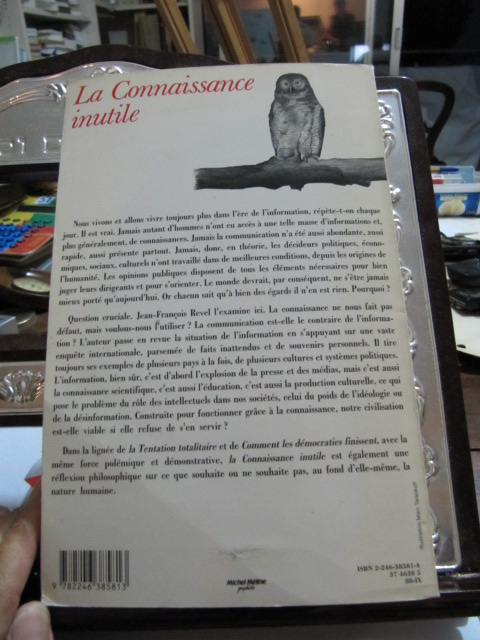 La Connaissance
inutile
Nous vivons et allons vivre toujours plus dans l'ère de l'information, répète-t-on chaque
jour. Il est vrai. Jamais autant d'hommes n'ont eu accès à une telle masse d'informations et,
plus généralement, de connaissances. Jamais la communication n'a été aussi abondante, aussi
rapide, aussi présente partout. Jamais, donc, en théorie, les décideurs politiques, écono-
miques, sociaux, culturels n'ont travaillé dans de meilleures conditions, depuis les origines de
l'humanité. Les opinions publiques disposent de tous les éléments nécessaires pour bien
juger leurs dirigeants et pour s'orienter. Le monde devrait, par conséquent, ne s'être jamais
mieux porté qu'aujourd'hui. Or chacun sait qu'à bien des égards il n'en est rien. Pourquoi ?
Question cruciale. Jean-François Revel l'examine ici. La connaissance ne nous fait pas
défaut, mais voulons-nous l'utiliser ? La communication est-elle le contraire de l'informa-
tion ? L'auteur passe en revue la situation de l'information en s'appuyant sur une vaste
enquête internationale, parsemée de faits inattendus et de souvenirs personnels. Il tire
toujours ses exemples de plusieurs pays à la fois, de plusieurs cultures et systèmes politiques.
L'information, bien sûr, c'est d'abord l'explosion de la presse et des médias, mais c'est aussi
la connaissance scientifique, c'est aussi l'éducation, c'est aussi la production culturelle, ce qui
pose le problème du rôle des intellectuels dans nos sociétés, celui du poids de l'idéologie ou
de la désinformation. Construite pour fonctionner grâce à la connaissance, notre civilisation
est-elle viable si elle refuse de s'en servir ?
Dans la lignée de la Tentation totalitaire et de Comment les démocraties finissent, avec la
même force polémique et démonstrative, la Connaissance inutile est également une
réflexion philosophique sur ce que souhaite ou ne souhaite pas, au fond d'elle-même, la
nature humaine.
9 782246 385813
ISBN 2-246-38581-4
57 4638 5
88-IX